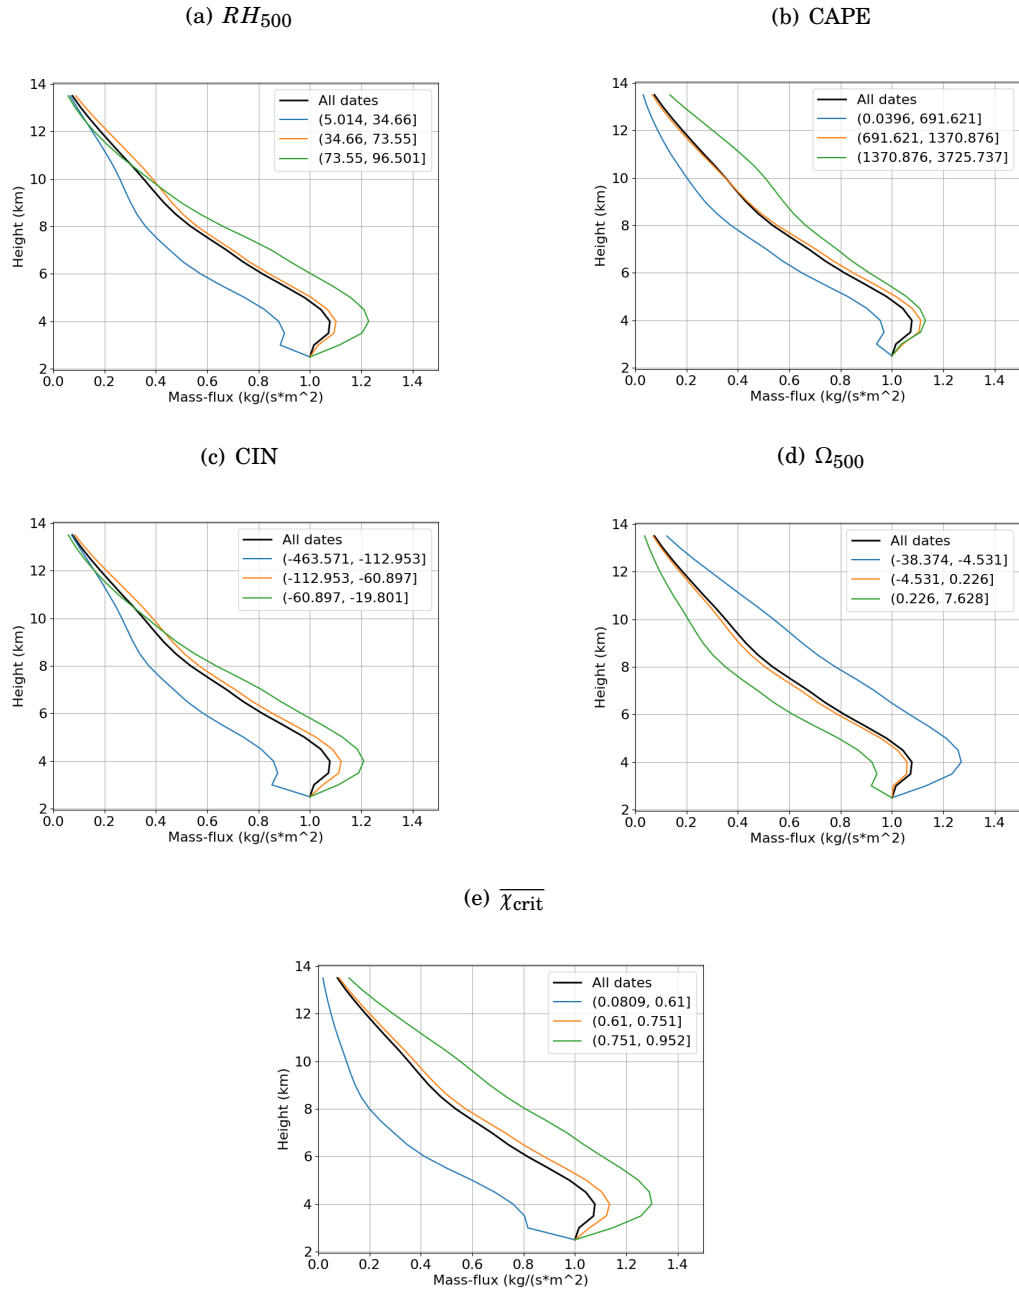 (a) RH500
(b) CAPE
14
12
10
8
6
4
2
Height (km)
All dates
(5.014, 34.66]
(34.66, 73.55]
(73.55, 96.501]
0.0 0.2 0.4 0.6 0.8 1.0 1.2 1.4
Mass-flux (kg/(s*m^2)
14
12
10
8
6
4
2
Height (km)
All dates
(0.0396, 691.621]
(691.621, 1370.876]
(1370.876, 3725.737]
0.0 0.2 0.4 0.6 0.8 1.0 1.2 1.4
Mass-flux (kg/(s*m^2)
(c) CIN
(d) Ω500
14
12
10
8
6
4
2
Height (km)
All dates
(-463.571, -112.953]
(-112.953, -60.897]
(-60.897, -19.801]
0.0 0.2 0.4 0.6 0.8 1.0 1.2 1.4
Mass-flux (kg/(s*m^2)
14
12
10
8
6
4
2
Height (km)
All dates
(-38.374, -4.531]
(-4.531, 0.226]
(0.226, 7.628]
0.0 0.2 0.4 0.6 0.8 1.0 1.2 1.4
Mass-flux (kg/(s*m^2)
(e) χcrit
14
12
10
8
6
4
2
Height (km)
All dates
(0.0809, 0.61]
(0.61, 0.751]
(0.751, 0.952]
0.0 0.2 0.4 0.6 0.8 1.0 1.2 1.4
Mass-flux (kg/(s*m^2)